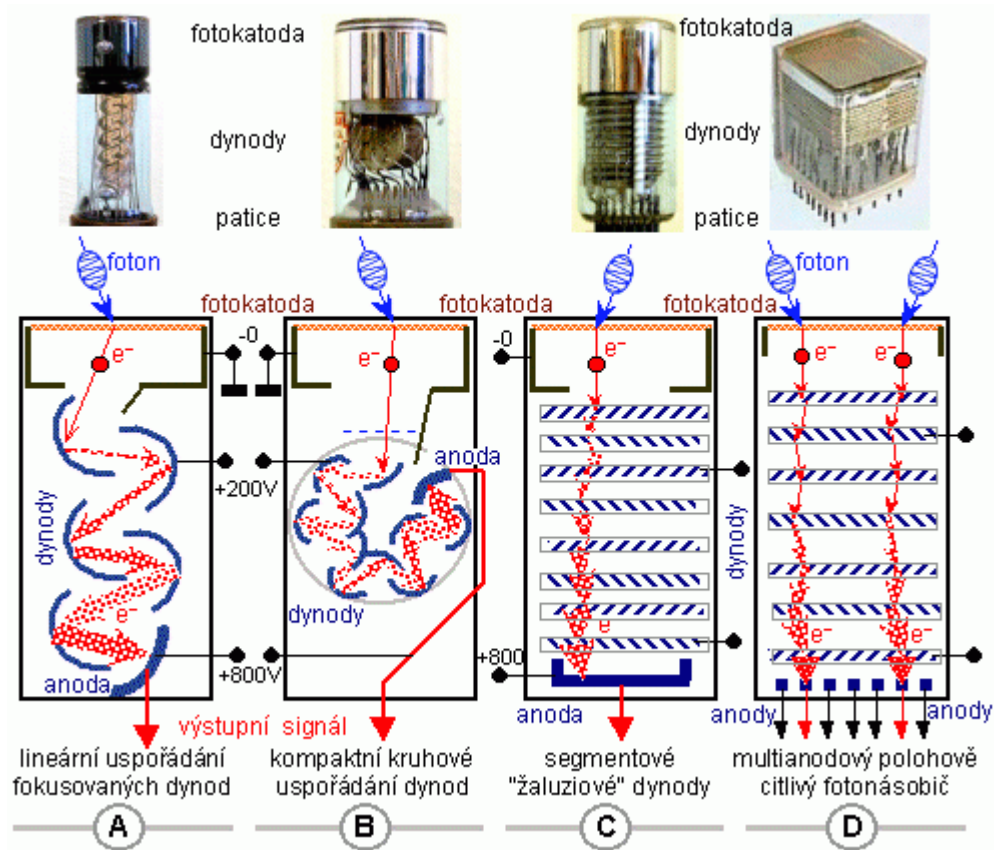 fotokatoda
dynody
patice
fotokatoda
dynody
patice
foton
foton
fotokatoda
fotokatoda
fotokatoda
-0
-0
e⁻
e⁻
e⁻
e⁻
e⁻
anoda
+200V
dynody
dynody
dynody
e⁻
e
e⁻
e⁻
anoda
+800V
+800
anoda
anody
anody
výstupní signál
lineární uspořádání
fokusovaných dynod
kompaktní kruhové
uspořádání dynod
segmentové
"žaluziové" dynody
multianodový polohově
citlivý fotonásobič
A
B
C
D